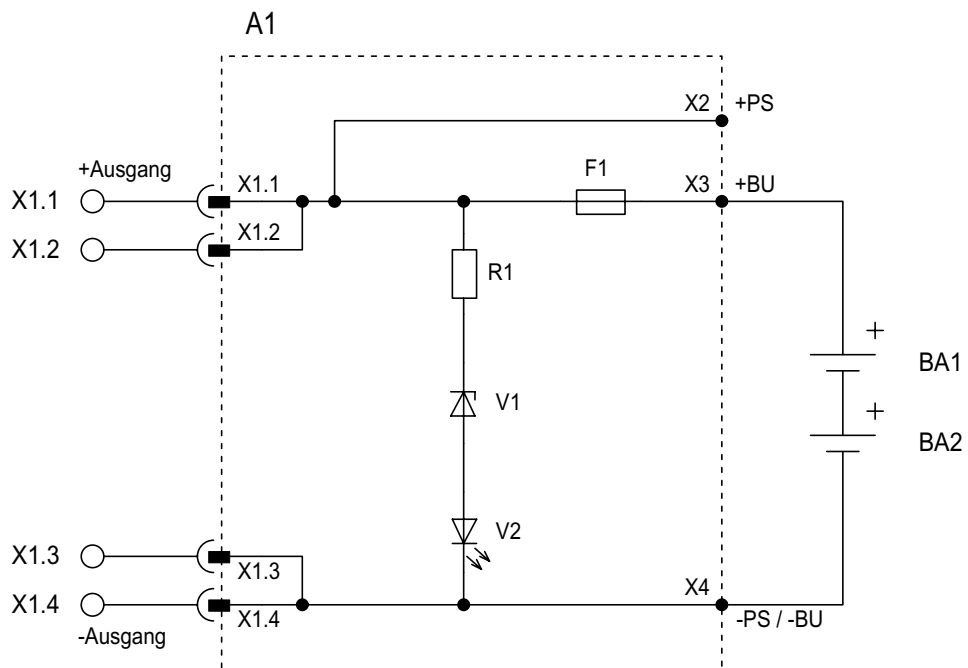 A1
X2 +PS
+Ausgang
X1.1 X1.1 F1 X3 +BU
X1.2 X1.2
R1
+
BA1
V1 +
BA2
V2
X1.3 X1.3
X1.4 X1.4 X4
-Ausgang -PS / -BU